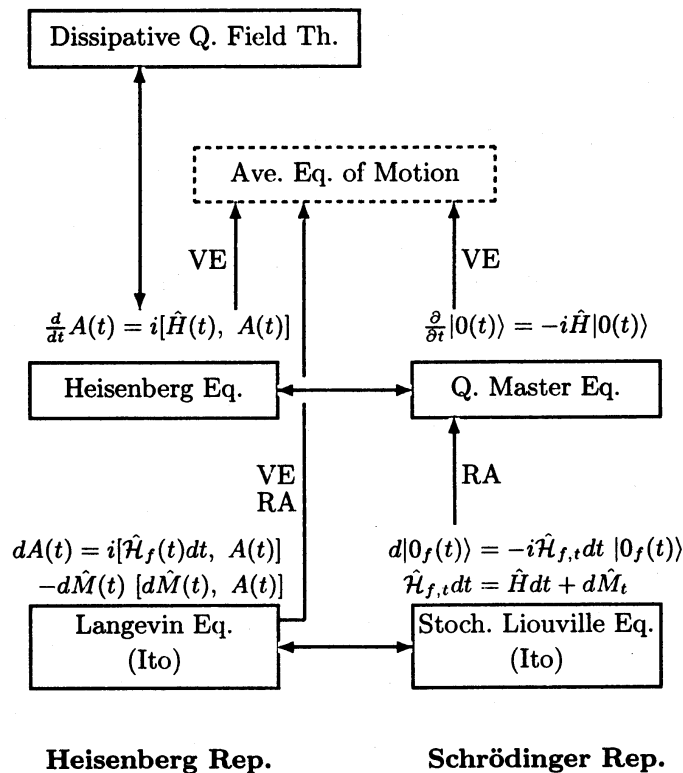 Dissipative Q. Field Th.
Ave. Eq. of Motion
VE
VE
$\frac{d}{dt}A(t) = i[\hat{H}(t),\ A(t)]$
$\frac{\partial}{\partial t}|0(t)\rangle = -i\hat{H}|0(t)\rangle$
Heisenberg Eq.
Q. Master Eq.
VE
RA
RA
$dA(t) = i[\hat{\mathcal{H}}_f(t)dt,\ A(t)]$
$-d\hat{M}(t)\ [d\hat{M}(t),\ A(t)]$
$d|0_f(t)\rangle = -i\hat{\mathcal{H}}_{f,t}dt\ |0_f(t)\rangle$
$\hat{\mathcal{H}}_{f,t}dt = \hat{H}dt + d\hat{M}_t$
Langevin Eq.
(Ito)
Stoch. Liouville Eq.
(Ito)
Heisenberg Rep.
Schrödinger Rep.